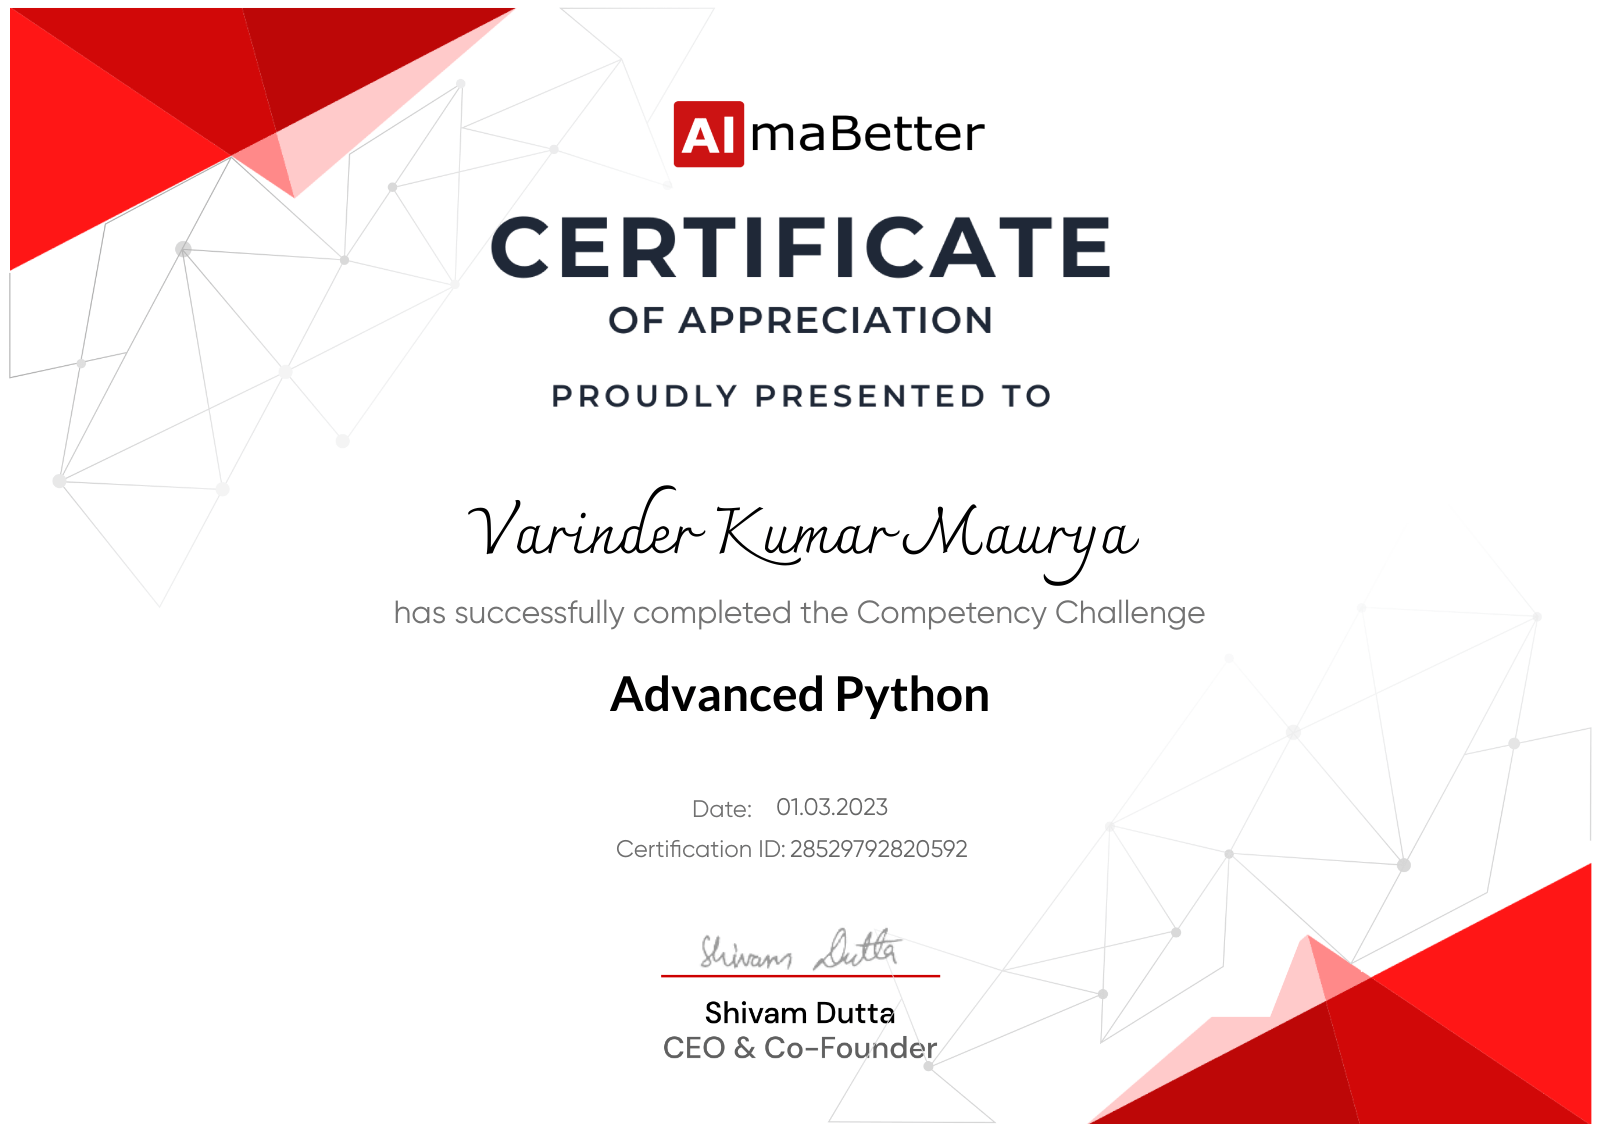 AlmaBetter
CERTIFICATE
OF APPRECIATION
PROUDLY PRESENTED TO
Varinder Kumar Maurya
has successfully completed the Competency Challenge
Advanced Python
Date: 01.03.2023
Certification ID: 28529792820592
Shivam Dutta
Shivam Dutta
CEO & Co-Founder